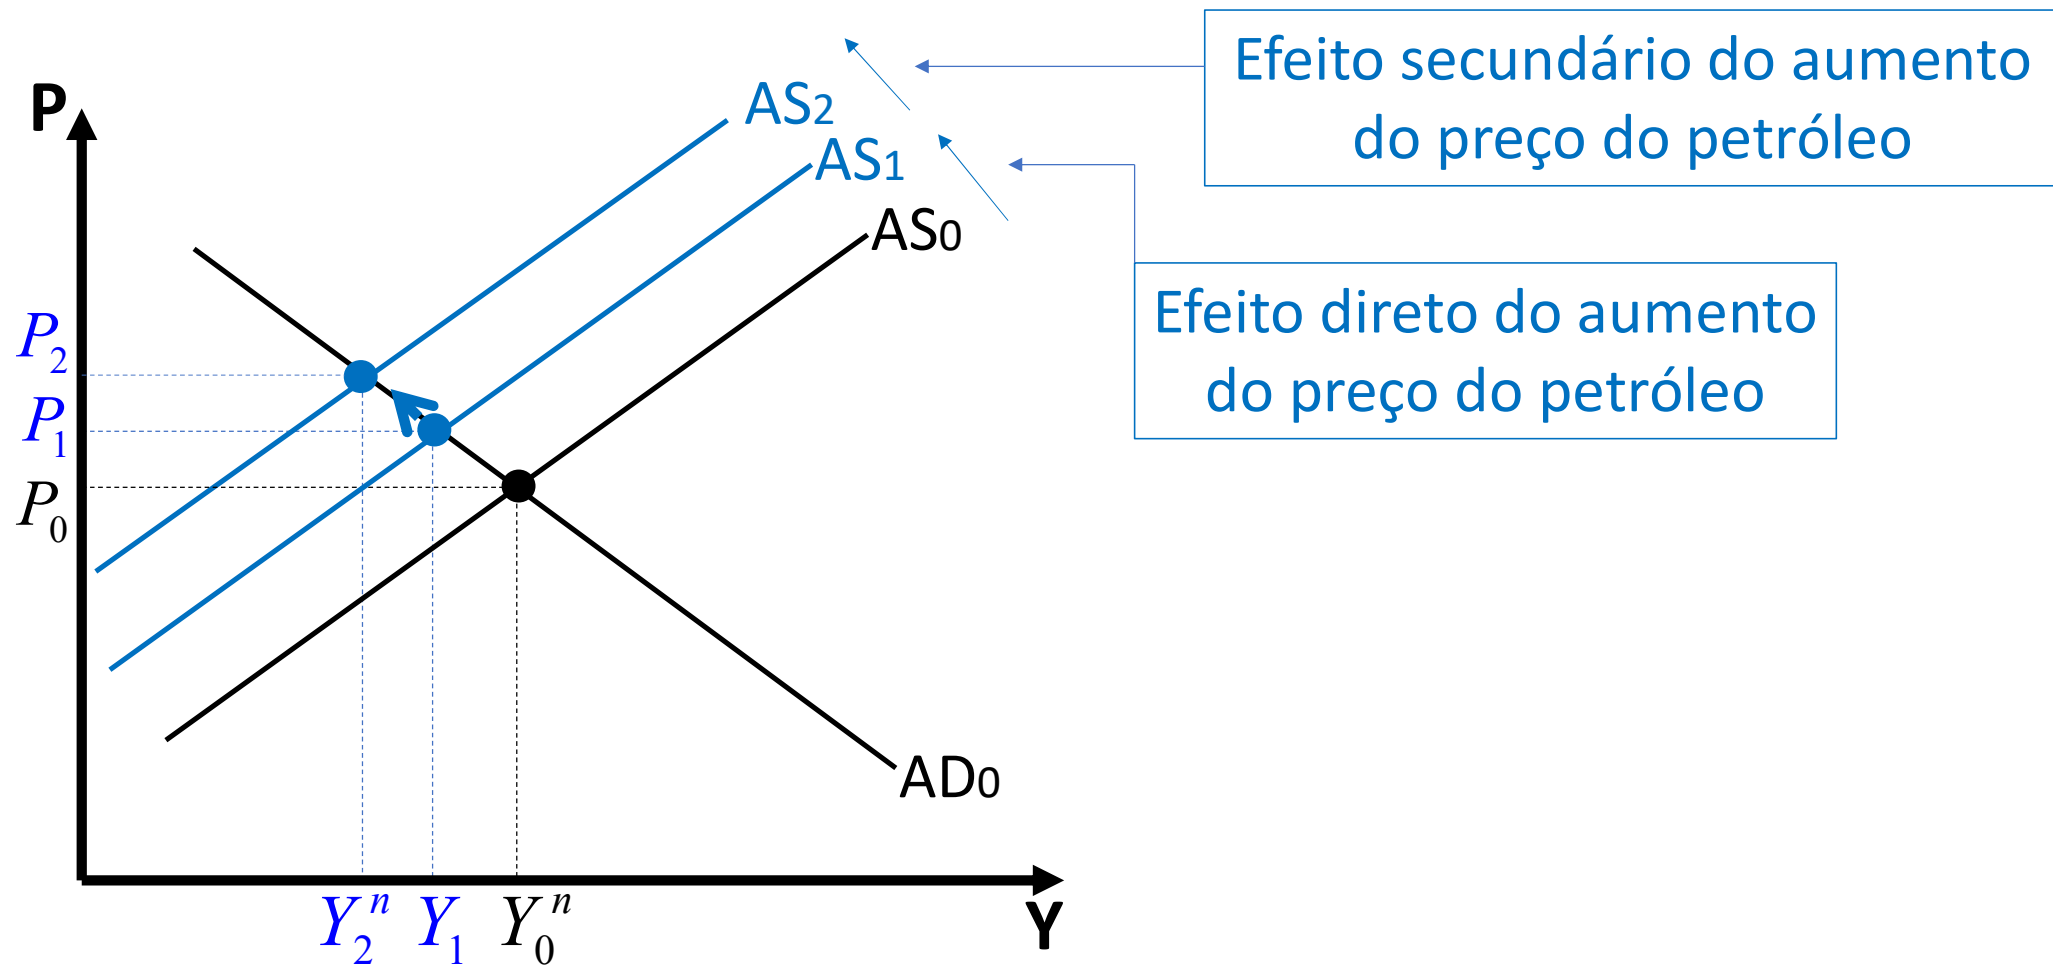 Efeito secundário do aumento
do preço do petróleo
P
AS2
AS1
AS0
Efeito direto do aumento
do preço do petróleo
P2
P1
P0
AD0
Y2n Y1 Y0n
Y